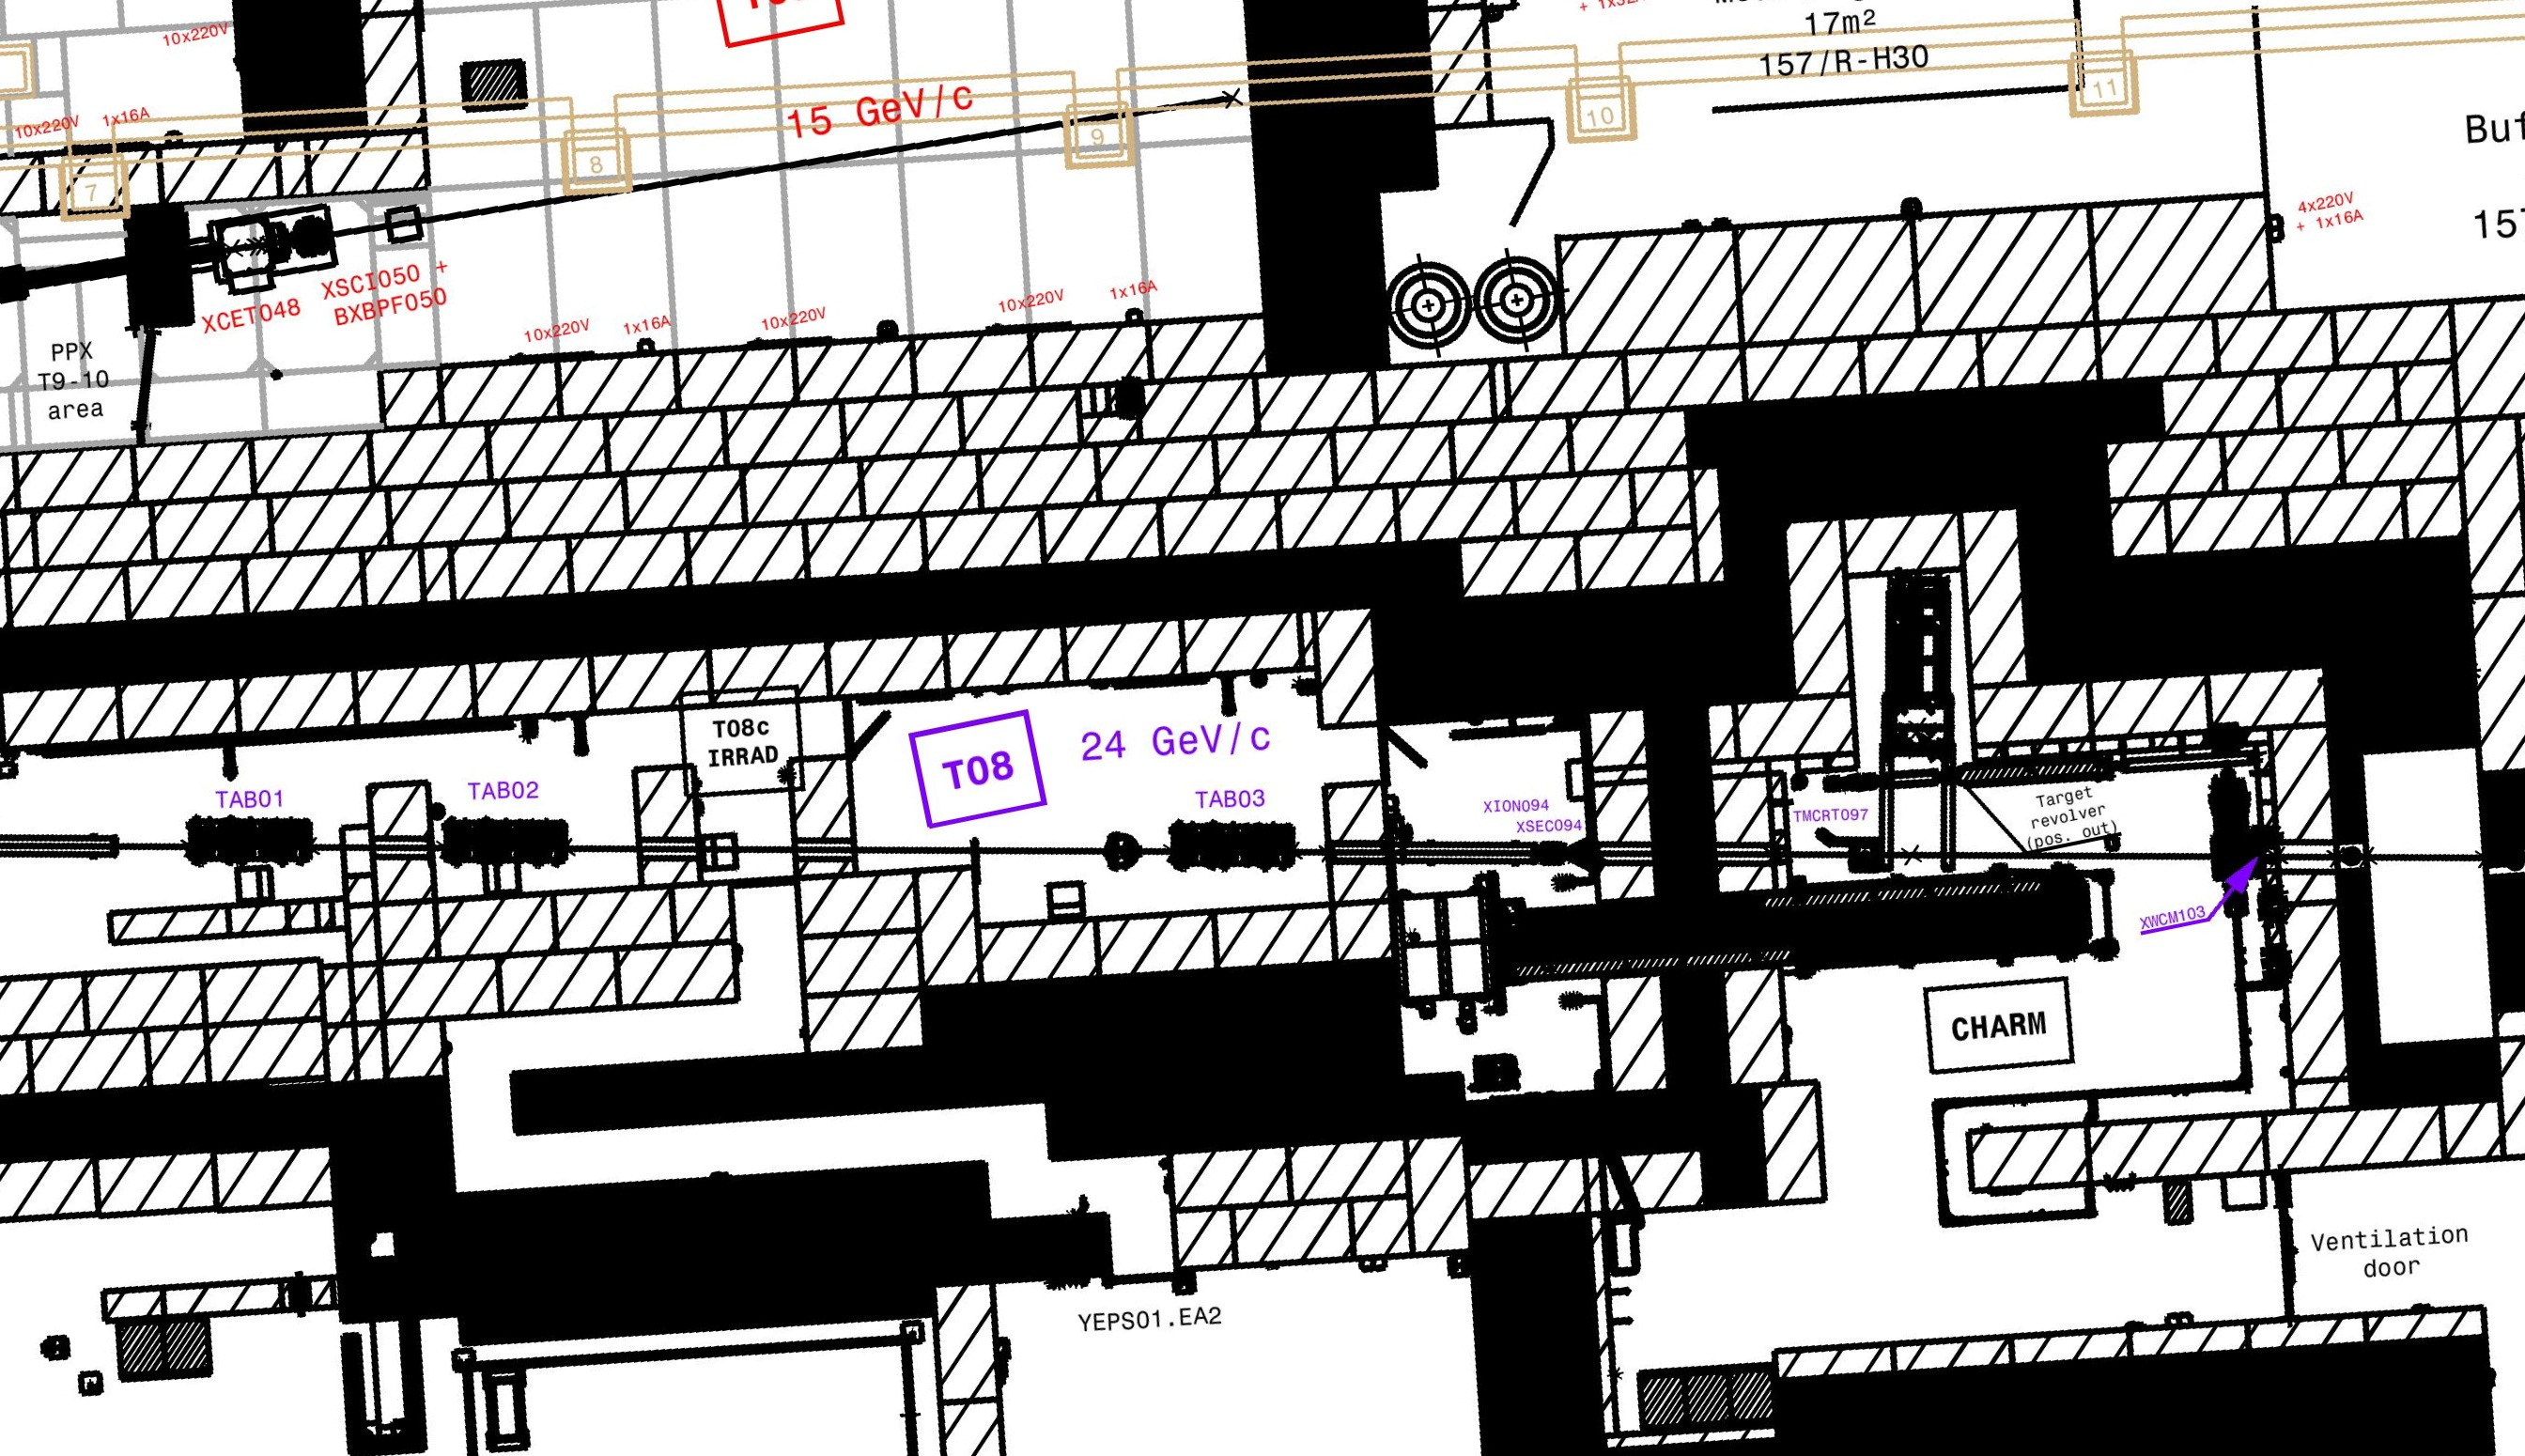 10x220V
17m²
157/R-H30
10x220V
1x16A
7
8
15 GeV/c
9
10
11
4x220V
+ 1x16A
XCET048
XSCI050 +
BXBPF050
PPX
T9-10
area
10x220V
1x16A
10x220V
10x220V
1x16A
T08c
IRRAD
T08
24 GeV/c
TAB01
TAB02
TAB03
XION094
XSEC094
TMCRT097
Target
revolver
(pos. out)
XWCM103
CHARM
Ventilation
door
YEPS01.EA2